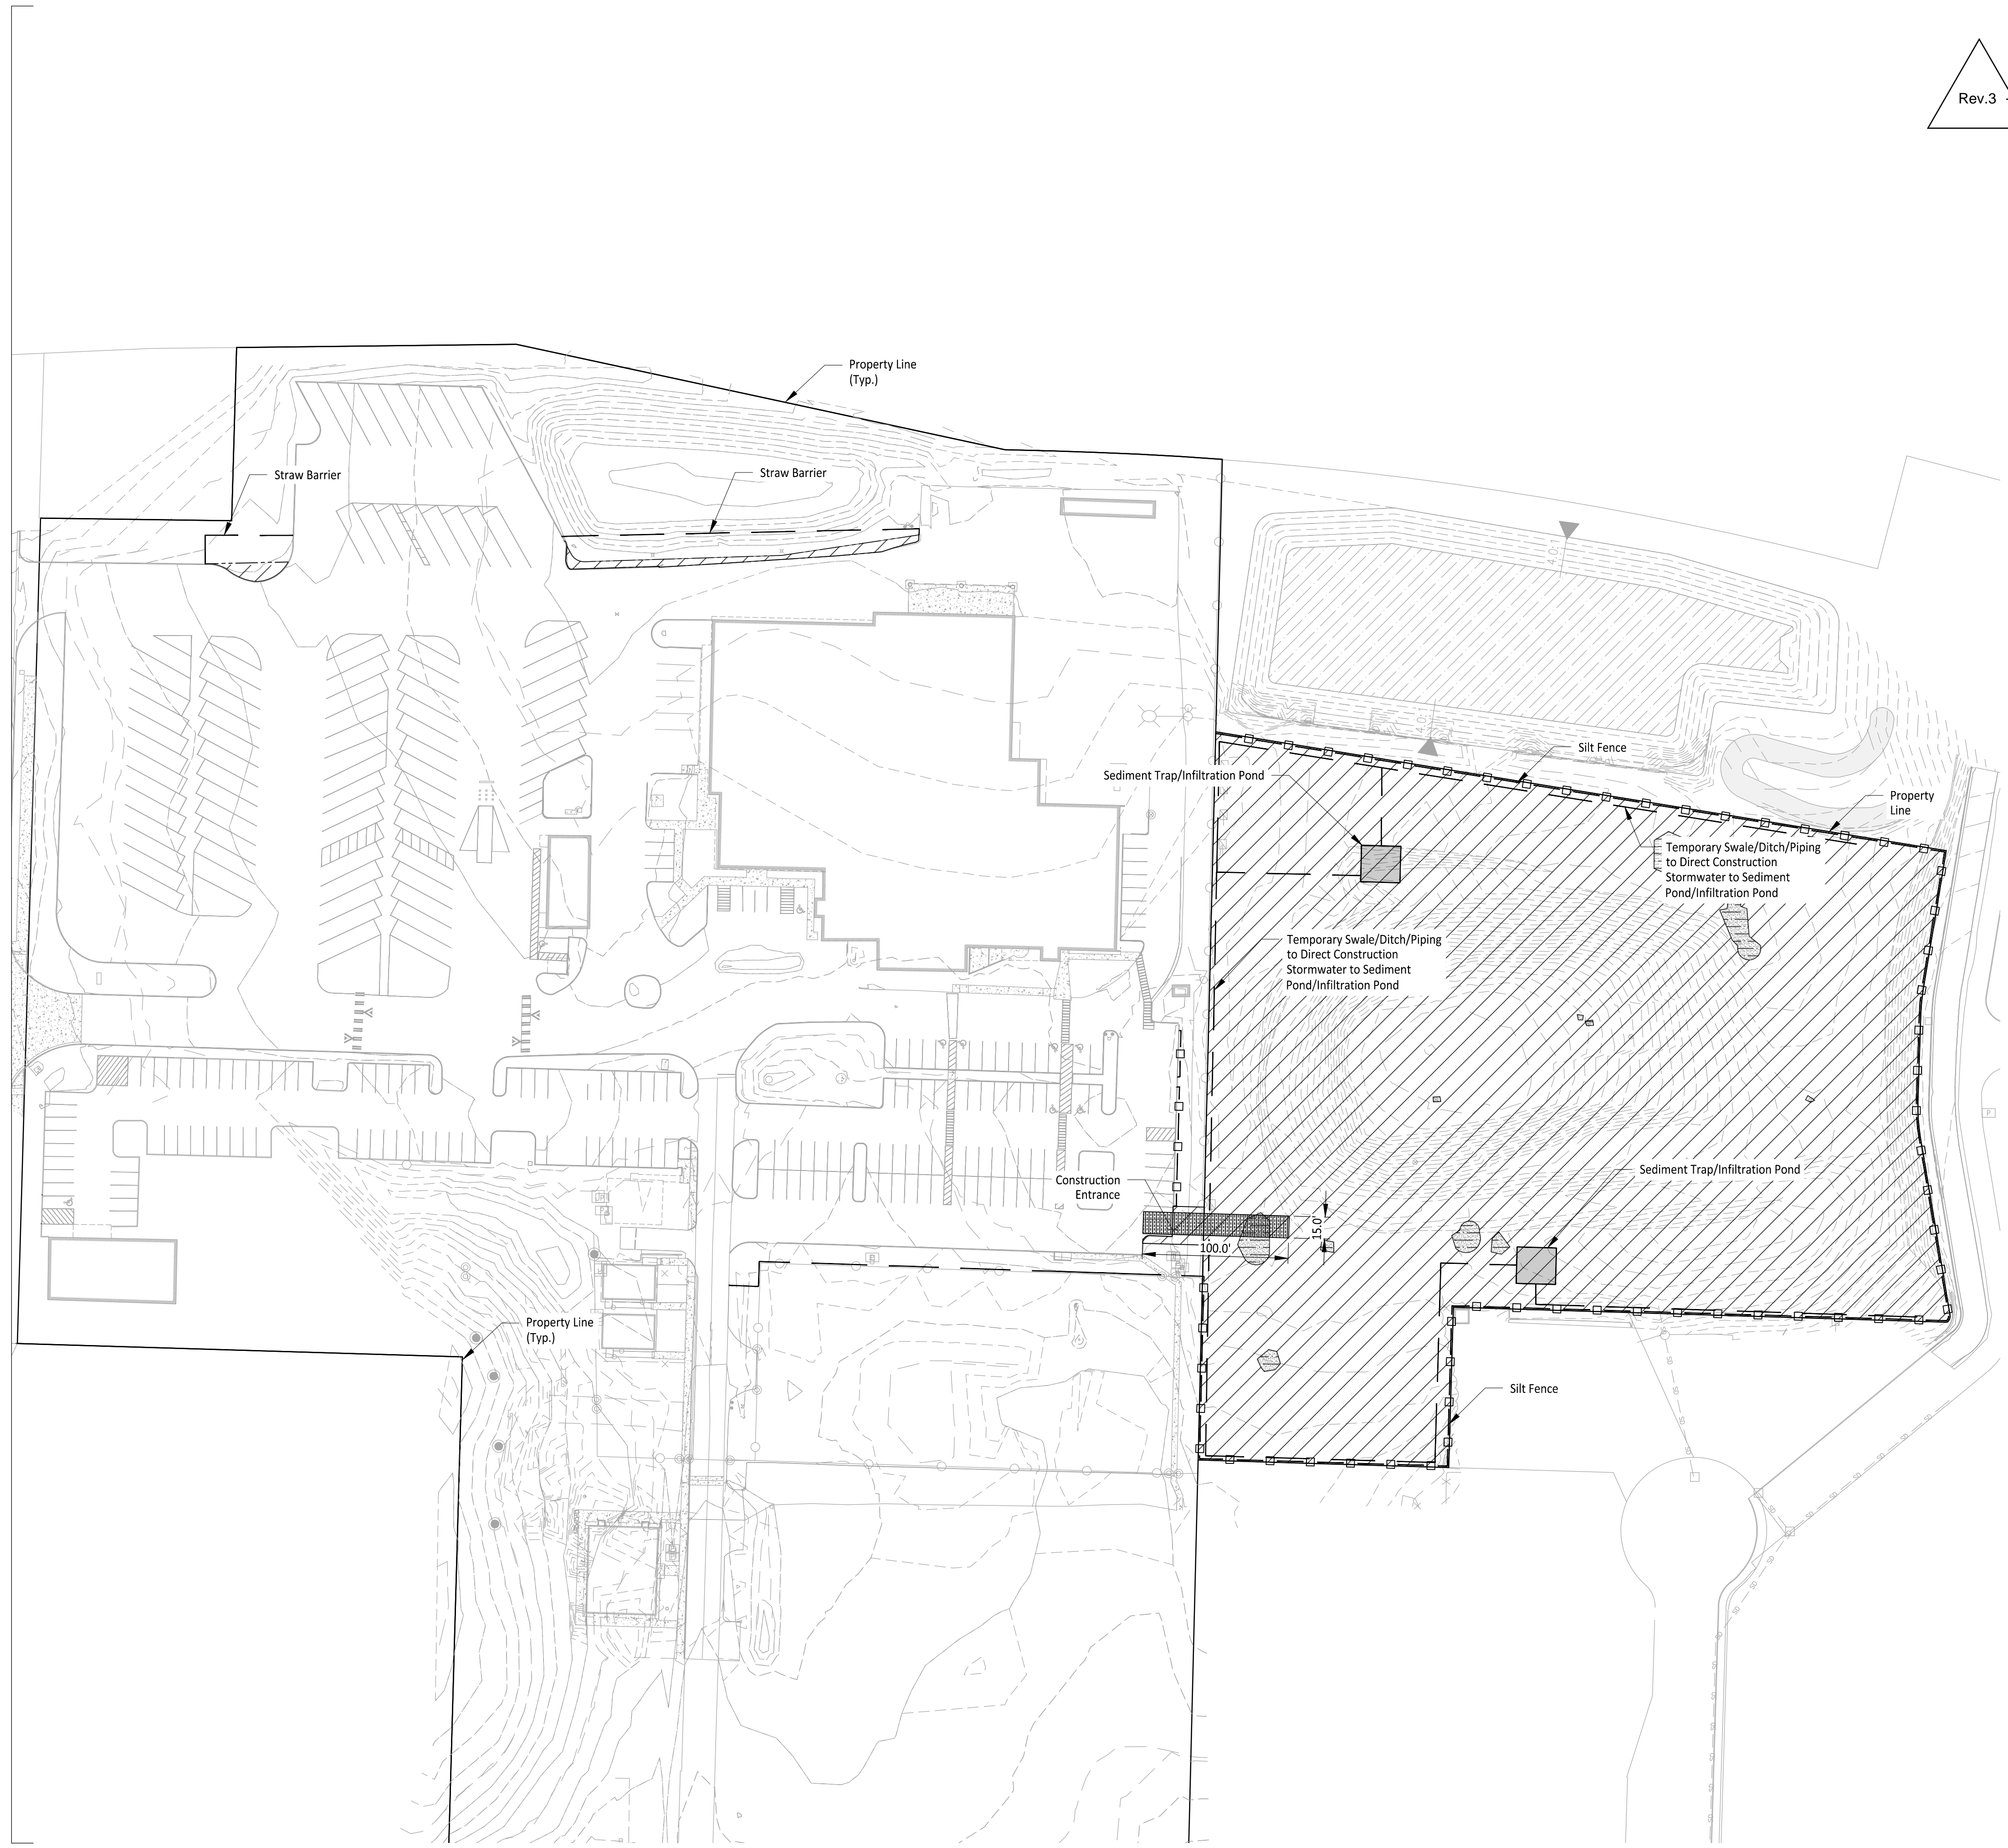 Rev.3
Property Line
(Typ.)
Straw Barrier
Straw Barrier
Silt Fence
Sediment Trap/Infiltration Pond
Property
Line
Temporary Swale/Ditch/Piping
to Direct Construction
Stormwater to Sediment
Pond/Infiltration Pond
Temporary Swale/Ditch/Piping
to Direct Construction
Stormwater to Sediment
Pond/Infiltration Pond
Construction
Entrance
Sediment Trap/Infiltration Pond
15.0'
100.0'
Property Line
(Typ.)
Silt Fence